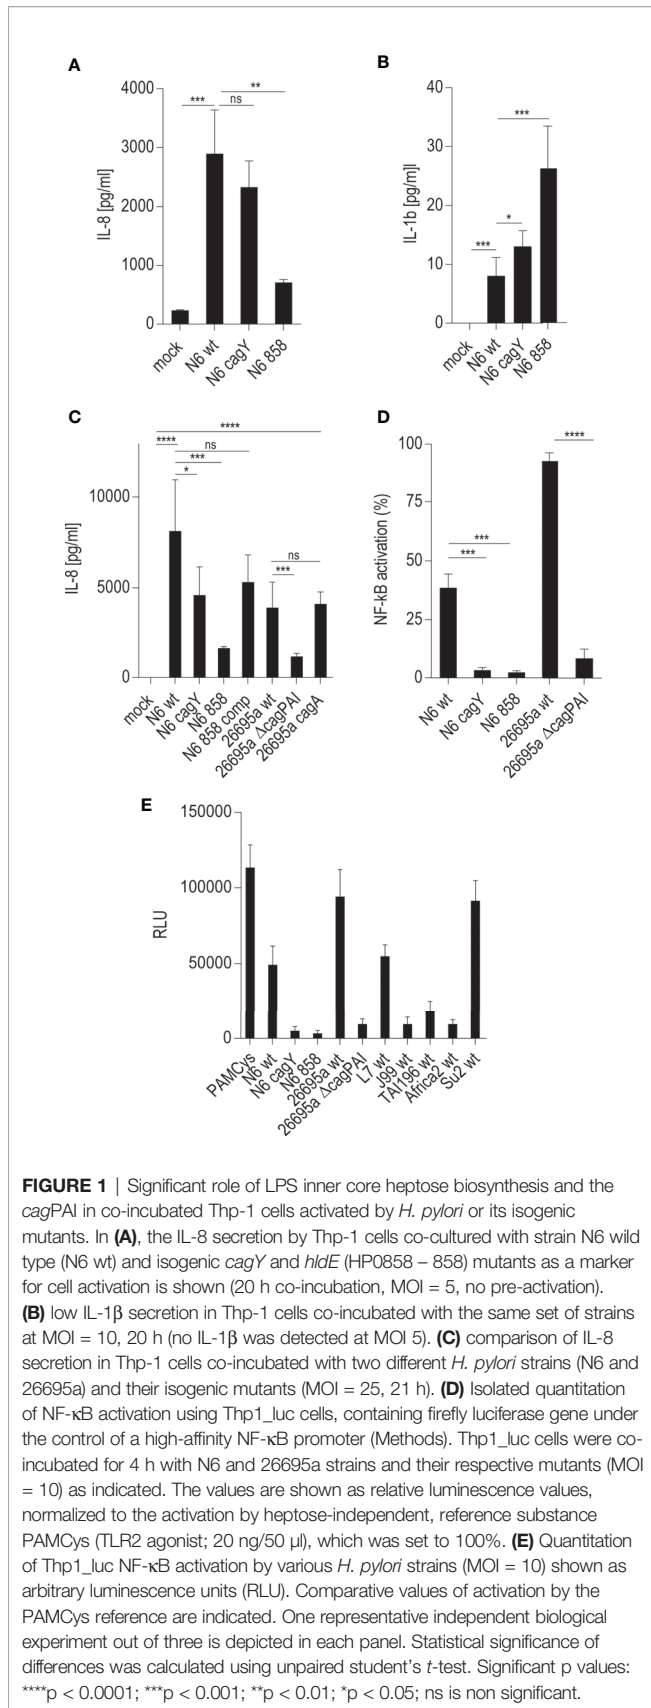 A
B
4000
3000
2000
1000
0
IL-8 [pg/ml]
***
ns
**
mock
N6 wt
N6 cagY
N6 858
40
30
20
10
0
IL-1b [pg/m]l
***
*
***
mock
N6 wt
N6 cagY
N6 858
C
D
10000
5000
0
IL-8 [pg/ml]
****
****
ns
***
*
ns
***
mock
N6 wt
N6 cagY
N6 858
N6 858 comp
26695a wt
26695a ΔcagPAI
26695a cagA
100
75
50
25
0
NF-kB activation (%)
****
***
***
N6 wt
N6 cagY
N6 858
26695a wt
26695a ΔcagPAI
E
150000
100000
50000
0
RLU
PAMCys
N6 wt
N6 cagY
N6 858
26695a wt
26695a ΔcagPAI
L7 wt
J99 wt
TAI196 wt
Africa2 wt
Su2 wt
FIGURE 1 | Significant role of LPS inner core heptose biosynthesis and the
cagPAI in co-incubated Thp-1 cells activated by H. pylori or its isogenic
mutants. In (A), the IL-8 secretion by Thp-1 cells co-cultured with strain N6 wild
type (N6 wt) and isogenic cagY and hldE (HP0858 – 858) mutants as a marker
for cell activation is shown (20 h co-incubation, MOI = 5, no pre-activation).
(B) low IL-1β secretion in Thp-1 cells co-incubated with the same set of strains
at MOI = 10, 20 h (no IL-1β was detected at MOI 5). (C) comparison of IL-8
secretion in Thp-1 cells co-incubated with two different H. pylori strains (N6 and
26695a) and their isogenic mutants (MOI = 25, 21 h). (D) Isolated quantitation
of NF-κB activation using Thp1_luc cells, containing firefly luciferase gene under
the control of a high-affinity NF-κB promoter (Methods). Thp1_luc cells were co-
incubated for 4 h with N6 and 26695a strains and their respective mutants (MOI
= 10) as indicated. The values are shown as relative luminescence values,
normalized to the activation by heptose-independent, reference substance
PAMCys (TLR2 agonist; 20 ng/50 µl), which was set to 100%. (E) Quantitation
of Thp1_luc NF-κB activation by various H. pylori strains (MOI = 10) shown as
arbitrary luminescence units (RLU). Comparative values of activation by the
PAMCys reference are indicated. One representative independent biological
experiment out of three is depicted in each panel. Statistical significance of
differences was calculated using unpaired student's t-test. Significant p values:
****p < 0.0001; ***p < 0.001; **p < 0.01; *p < 0.05; ns is non significant.